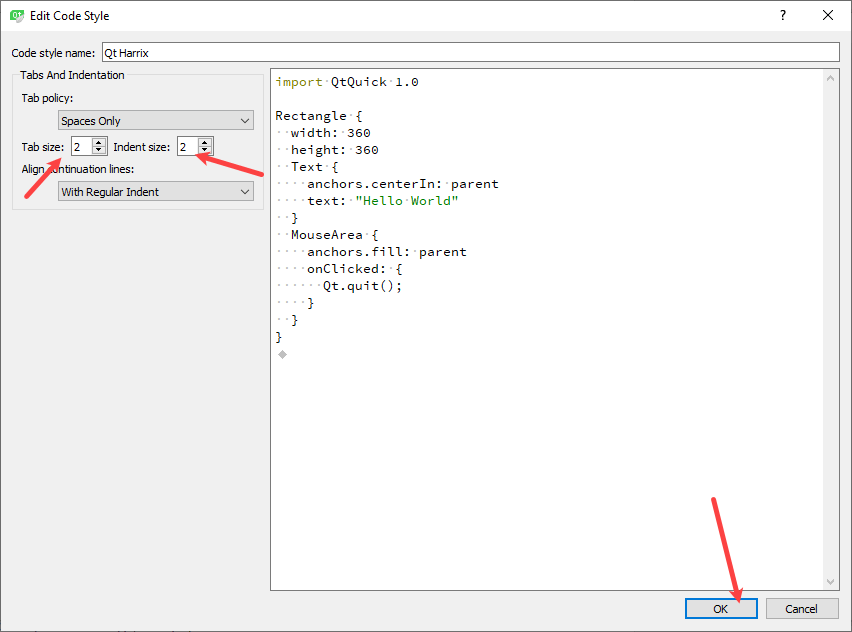 Edit Code Style
?
Code style name: Qt Harrix
Tabs And Indentation
Tab policy:
Spaces Only
Tab size: 2 Indent size: 2
Align continuation lines:
With Regular Indent
import QtQuick 1.0
Rectangle {
width: 360
height: 360
Text {
anchors.centerIn: parent
text: "Hello World"
}
MouseArea {
anchors.fill: parent
onClicked: {
Qt.quit();
}
}
}
OK Cancel